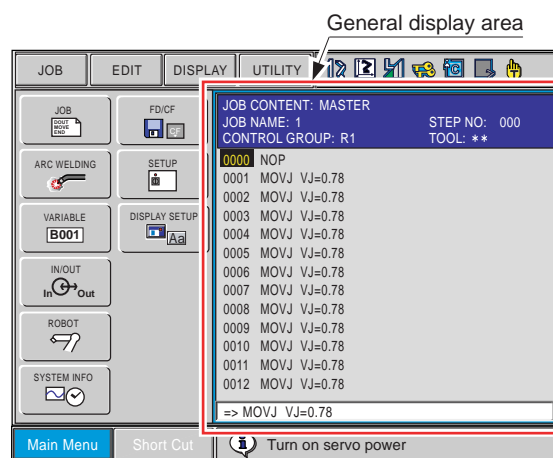 General display area
JOB EDIT DISPLAY UTILITY
JOB
DOUT
MOVE
END
FD/CF
CF
ARC WELDING
SETUP
VARIABLE
B001
DISPLAY SETUP
Aa
IN/OUT
In Out
ROBOT
SYSTEM INFO
JOB CONTENT: MASTER
JOB NAME: 1 STEP NO: 000
CONTROL GROUP: R1 TOOL: **
0000 NOP
0001 MOVJ VJ=0.78
0002 MOVJ VJ=0.78
0003 MOVJ VJ=0.78
0004 MOVJ VJ=0.78
0005 MOVJ VJ=0.78
0006 MOVJ VJ=0.78
0007 MOVJ VJ=0.78
0008 MOVJ VJ=0.78
0009 MOVJ VJ=0.78
0010 MOVJ VJ=0.78
0011 MOVJ VJ=0.78
0012 MOVJ VJ=0.78
=> MOVJ VJ=0.78
Main Menu Short Cut Turn on servo power